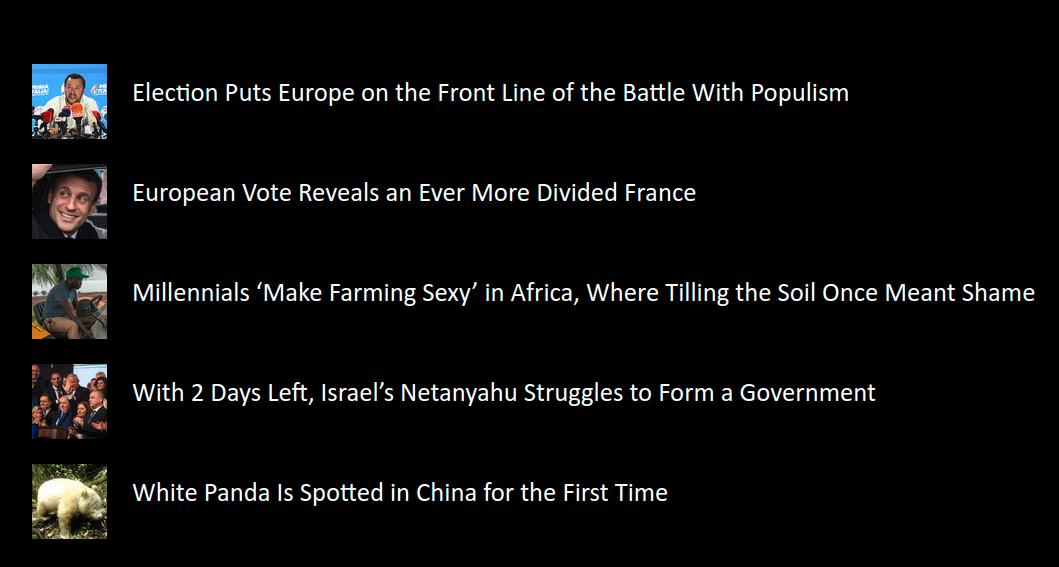 Election Puts Europe on the Front Line of the Battle With Populism
European Vote Reveals an Ever More Divided France
Millennials ‘Make Farming Sexy’ in Africa, Where Tilling the Soil Once Meant Shame
With 2 Days Left, Israel’s Netanyahu Struggles to Form a Government
White Panda Is Spotted in China for the First Time